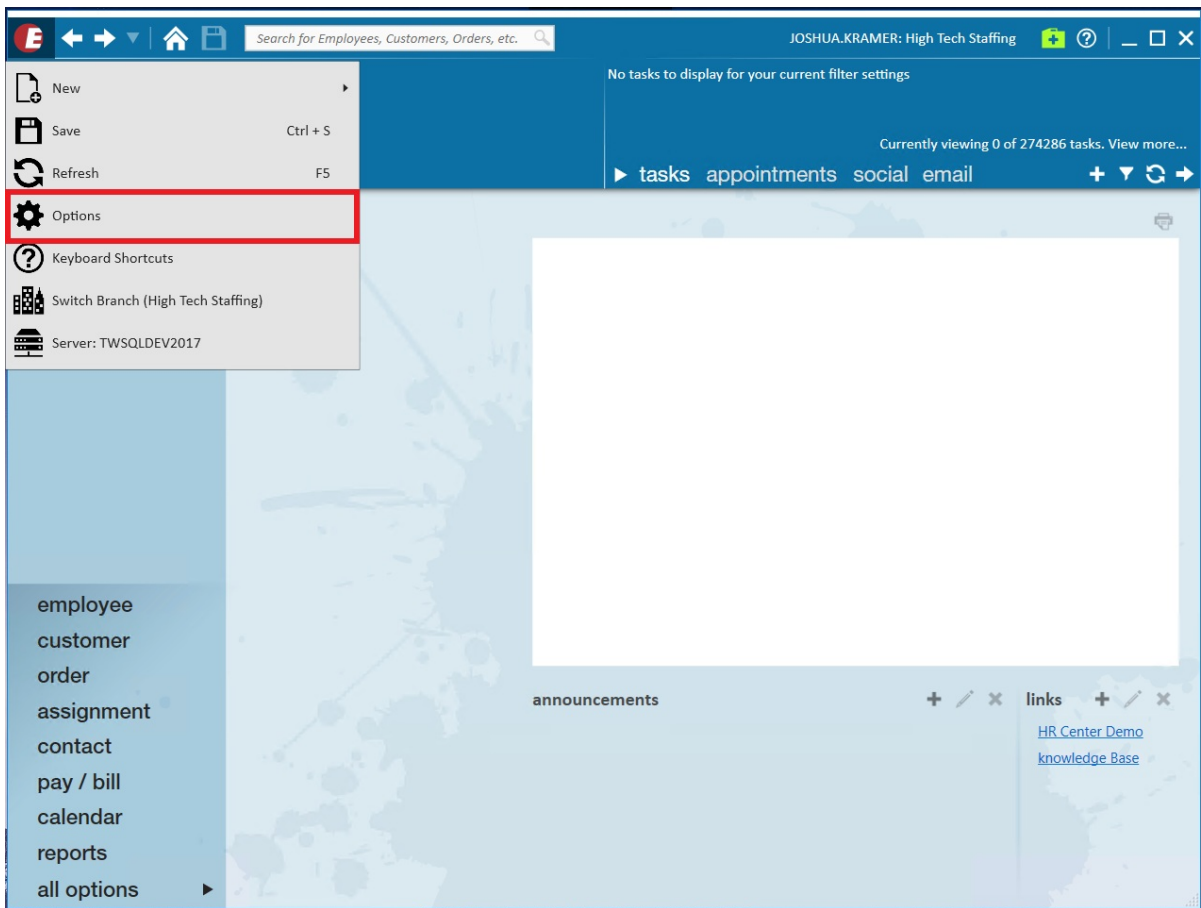 E
Search for Employees, Customers, Orders, etc.
JOSHUA.KRAMER: High Tech Staffing
New
Save Ctrl + S
Refresh F5
Options
Keyboard Shortcuts
Switch Branch (High Tech Staffing)
Server: TWSQLDEV2017
No tasks to display for your current filter settings
Currently viewing 0 of 274286 tasks. View more...
tasks appointments social email
employee
customer
order
assignment
contact
pay / bill
calendar
reports
all options
announcements
links
HR Center Demo
knowledge Base